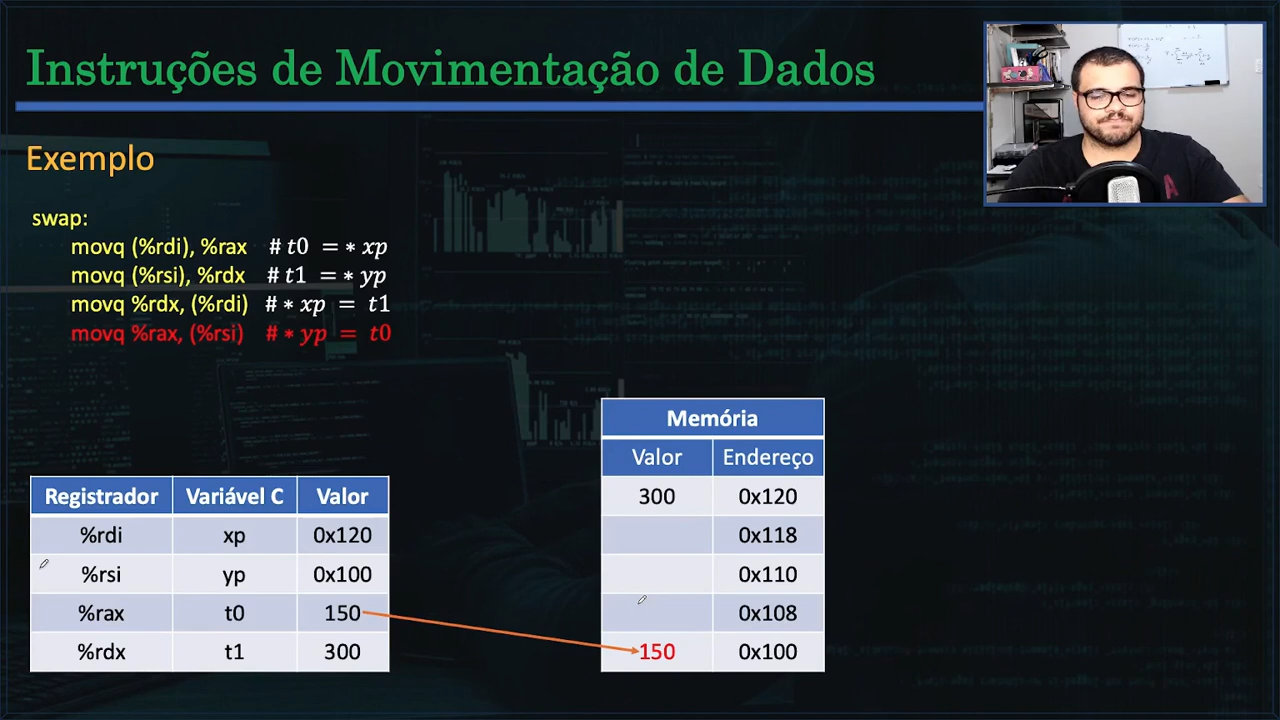 Instruções de Movimentação de Dados
Exemplo
swap:
movq (%rdi), %rax # t0 = * xp
movq (%rsi), %rdx # t1 = * yp
movq %rdx, (%rdi) # * xp = t1
movq %rax, (%rsi) # * yp = t0
Registrador Variável C Valor
%rdi xp 0x120
%rsi yp 0x100
%rax t0 150
%rdx t1 300
Memória
Valor Endereço
300 0x120
0x118
0x110
0x108
150 0x100